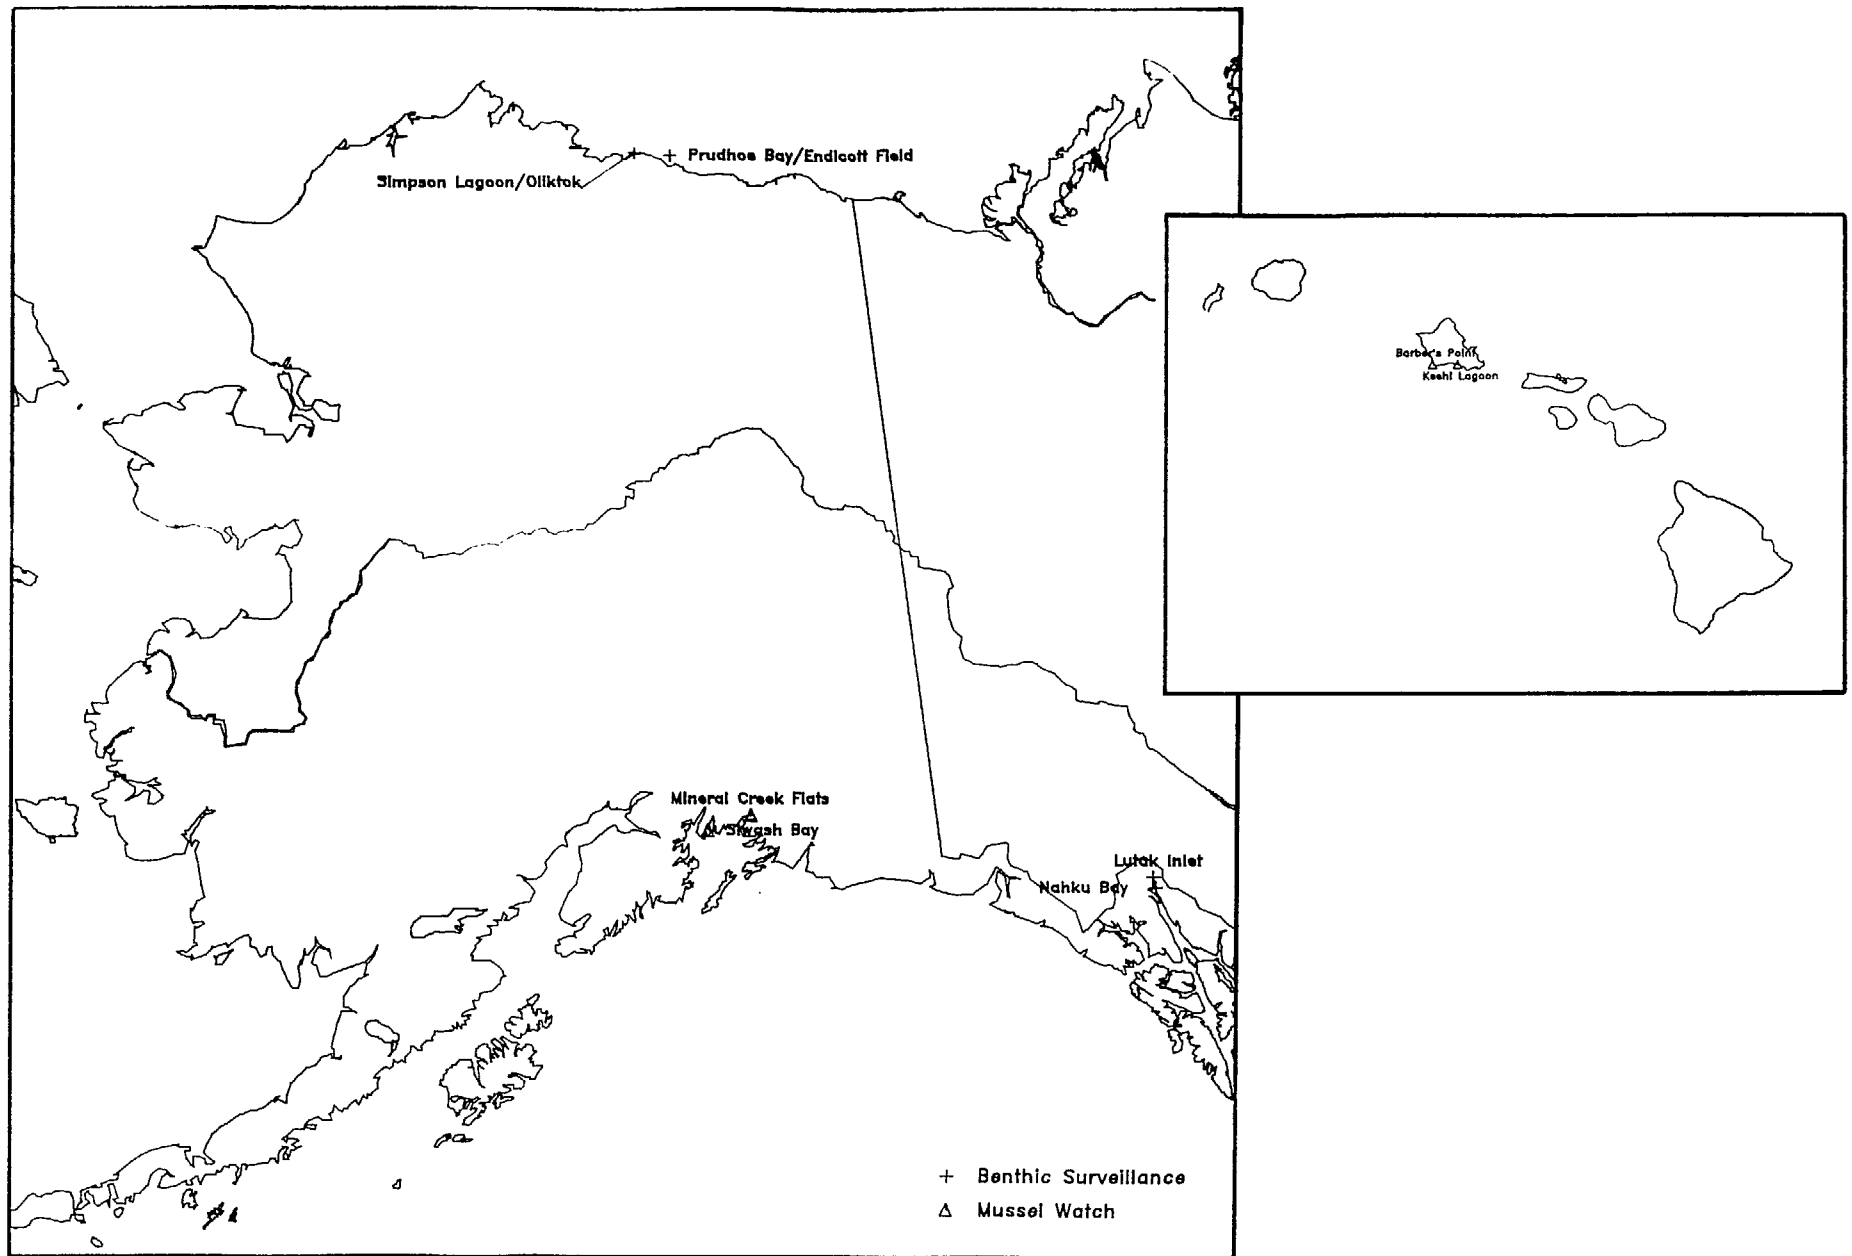 Prudhoe Bay/Endicott Field
Simpson Lagoon/Oliktok
Barber's Point
Keehi Lagoon
Mineral Creek Flats
Siwash Bay
Lutak Inlet
Nahku Bay
+ Benthic Surveillance
△ Mussel Watch